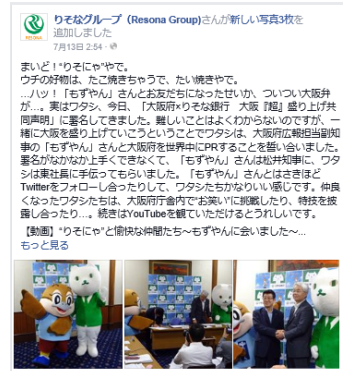 りそなグループ（Resona Group)さんが新しい写真3枚を
追加しました
7月13日 2:54 ·
RESONA
まいど！"りそにゃ"やで。
ウチの好物は、たこ焼きちゃうで、たい焼きやで。
…ハッ！「もずやん」さんとお友だちになったせいか、ついつい大阪弁
が…。実はワタシ、今日、「大阪府×りそな銀行　大阪『超』盛り上げ共
同声明」に署名してきました。難しいことはよくわからないのですが、一
緒に大阪を盛り上げていこうということでワタシは、大阪府広報担当副知
事の「もずやん」さんと大阪府を世界中にPRすることを誓い合いました。
署名がなかなか上手くできなくて、「もずやん」さんは松井知事に、ワタ
シは東社長に手伝ってもらいました。「もずやん」さんとはさきほど
Twitterをフォローし合ったりして、ワタシたちかなりいい感じです。仲良
くなったワタシたちは、大阪府庁舎内で"お笑い"に挑戦したり、特技を披
露し合ったり…。続きはYouTubeを観ていただけるとうれしいです。
【動画】"りそにゃ"と愉快な仲間たち～もずやんに会いました～...
もっと見る